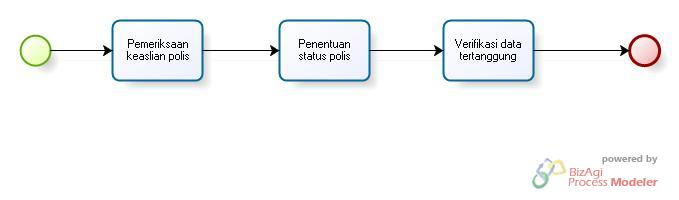 Pemeriksaan
keaslian polis
Penentuan
status polis
Verifikasi data
tertanggung
powered by
BizAgi
Process Modeler